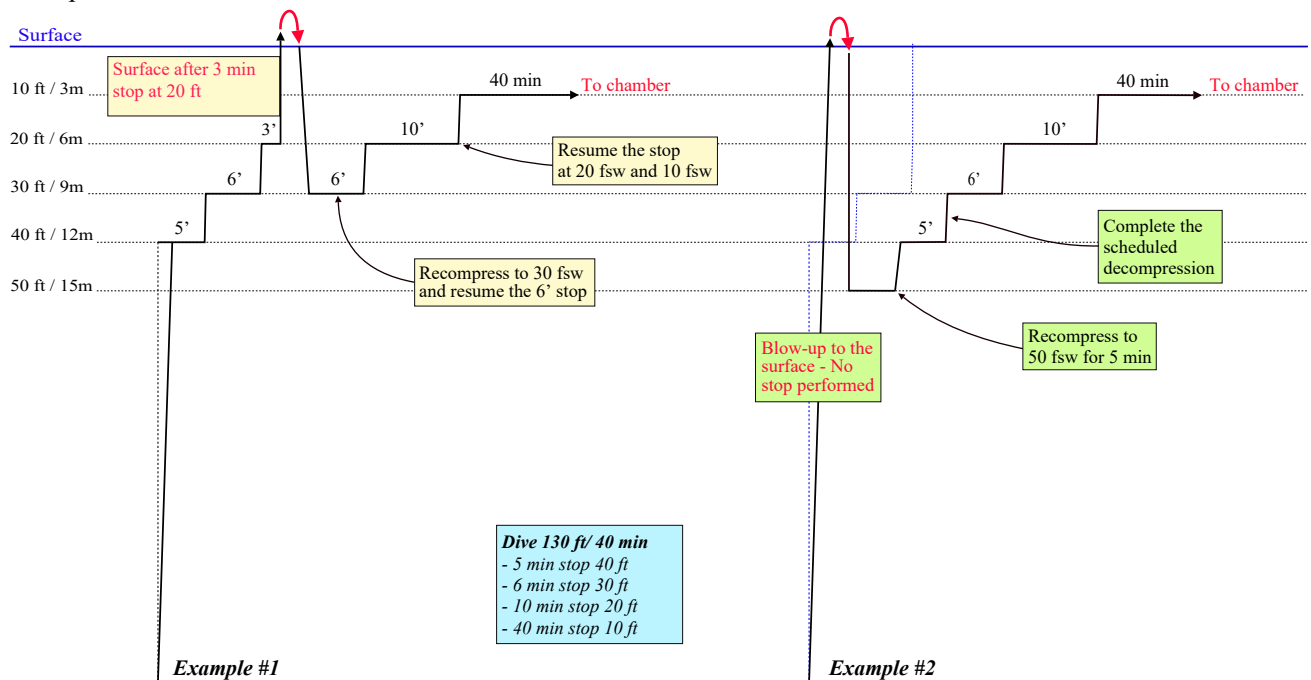 Surface
Surface after 3 min
stop at 20 ft
10 ft / 3m
40 min
To chamber
40 min
To chamber
20 ft / 6m
3’
10’
10’
Resume the stop
at 20 fsw and 10 fsw
30 ft / 9m
6’
6’
6’
40 ft / 12m
5’
5’
Complete the
scheduled
decompression
Recompress to 30 fsw
and resume the 6’ stop
50 ft / 15m
Recompress to
50 fsw for 5 min
Blow-up to the
surface - No
stop performed
Dive 130 ft/ 40 min
- 5 min stop 40 ft
- 6 min stop 30 ft
- 10 min stop 20 ft
- 40 min stop 10 ft
Example #1
Example #2